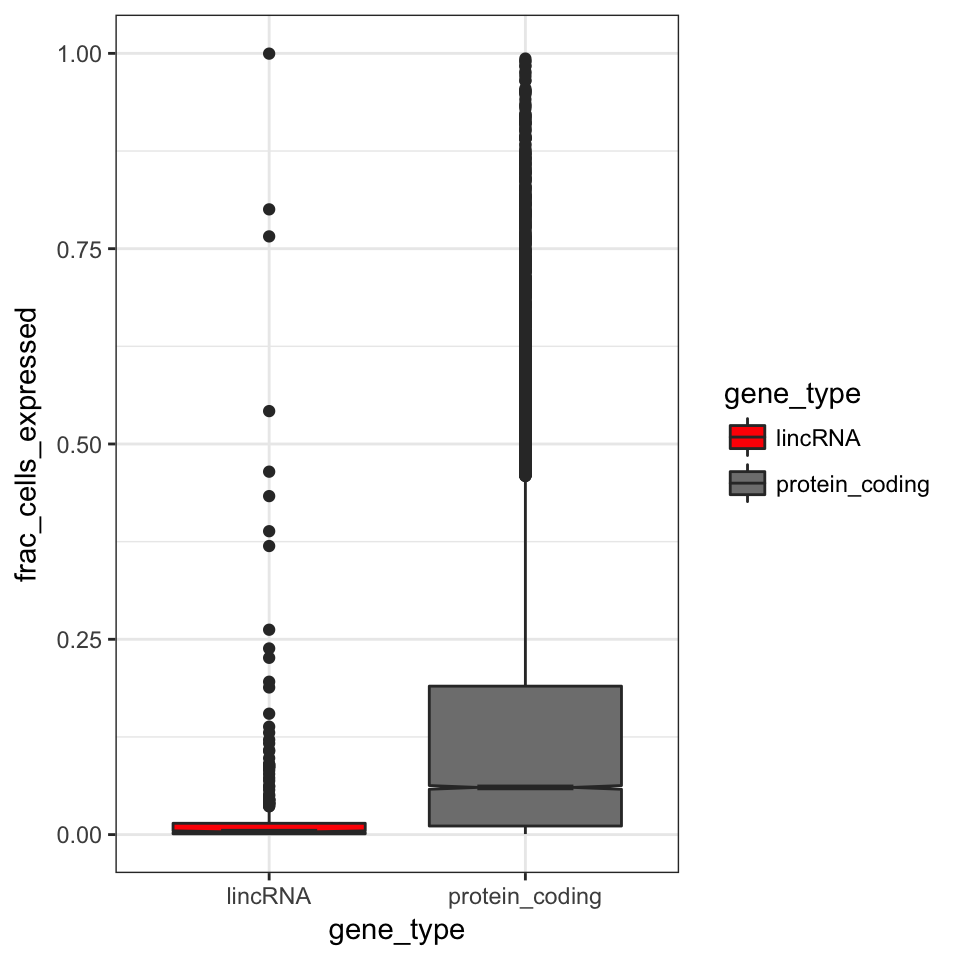 frac_cells_expressed
1.00
0.75
0.50
0.25
0.00
lincRNA
protein_coding
gene_type
gene_type
lincRNA
protein_coding